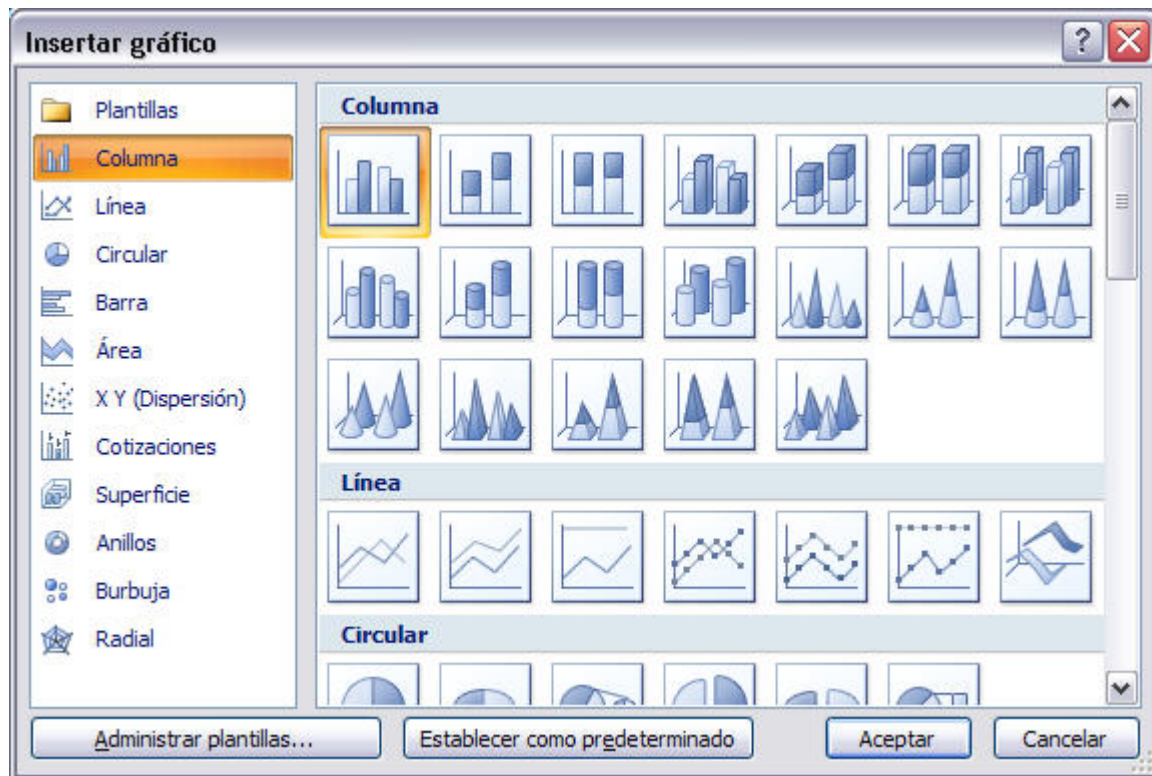 Insertar gráfico
Plantillas
Columna
Línea
Circular
Barra
Área
X Y (Dispersión)
Cotizaciones
Superficie
Anillos
Burbuja
Radial
Columna
Línea
Circular
Administrar plantillas...
Establecer como predeterminado
Aceptar
Cancelar